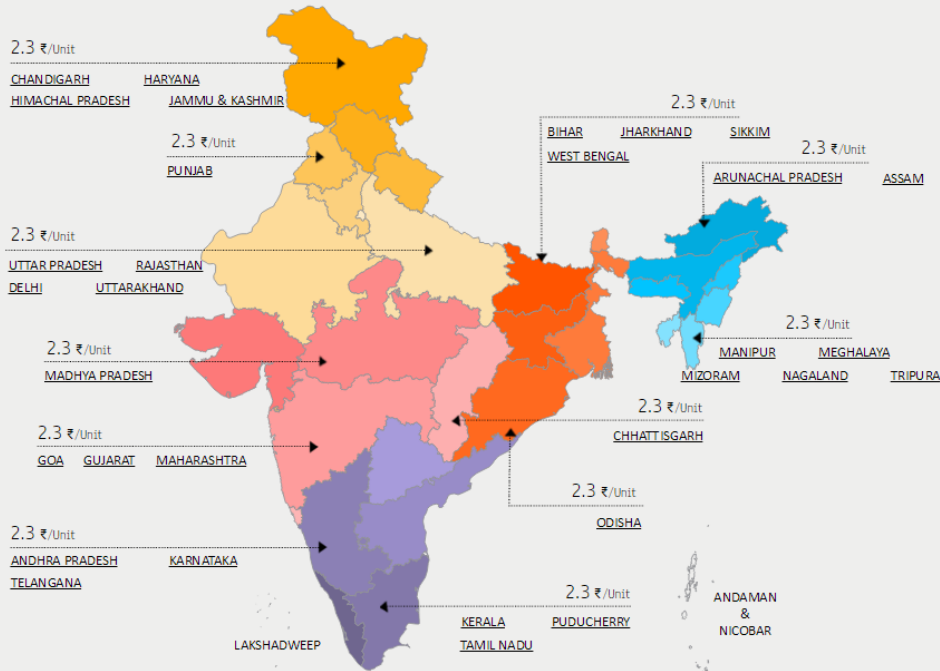 2.3 ₹/Unit
CHANDIGARH HARYANA
HIMACHAL PRADESH JAMMU & KASHMIR
2.3 ₹/Unit
PUNJAB
2.3 ₹/Unit
UTTAR PRADESH RAJASTHAN
DELHI UTTARAKHAND
2.3 ₹/Unit
MADHYA PRADESH
2.3 ₹/Unit
GOA GUJARAT MAHARASHTRA
2.3 ₹/Unit
ANDHRA PRADESH KARNATAKA
TELANGANA
LAKSHADWEEP
2.3 ₹/Unit
BIHAR JHARKHAND SIKKIM
WEST BENGAL
2.3 ₹/Unit
ARUNACHAL PRADESH ASSAM
2.3 ₹/Unit
MANIPUR MEGHALAYA
MIZORAM NAGALAND TRIPURA
2.3 ₹/Unit
CHHATTISGARH
2.3 ₹/Unit
ODISHA
2.3 ₹/Unit
KERALA PUDUCHERRY
TAMIL NADU
ANDAMAN
&
NICOBAR